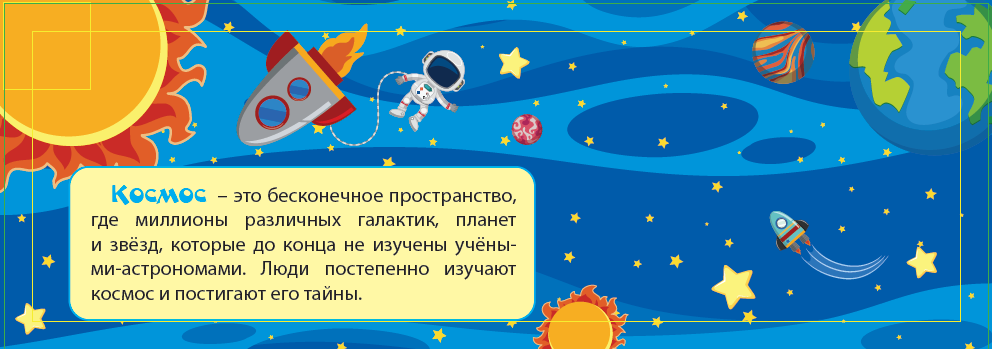 Космос – это бесконечное пространство,
где миллионы различных галактик, планет
и звёзд, которые до конца не изучены учёны-
ми-астрономами. Люди постепенно изучают
космос и постигают его тайны.